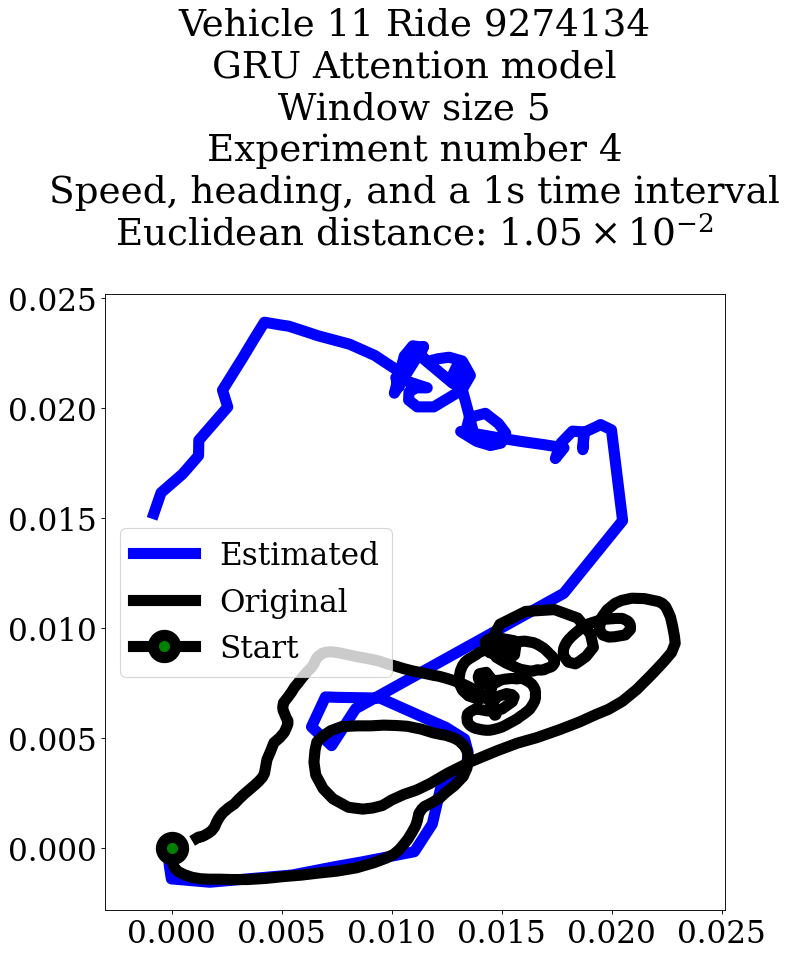 Vehicle 11 Ride 9274134
GRU Attention model
Window size 5
Experiment number 4
Speed, heading, and a 1s time interval
Euclidean distance: 1.05 × 10⁻²
0.025
0.020
0.015
0.010
0.005
0.000
Estimated
Original
Start
0.000 0.005 0.010 0.015 0.020 0.025